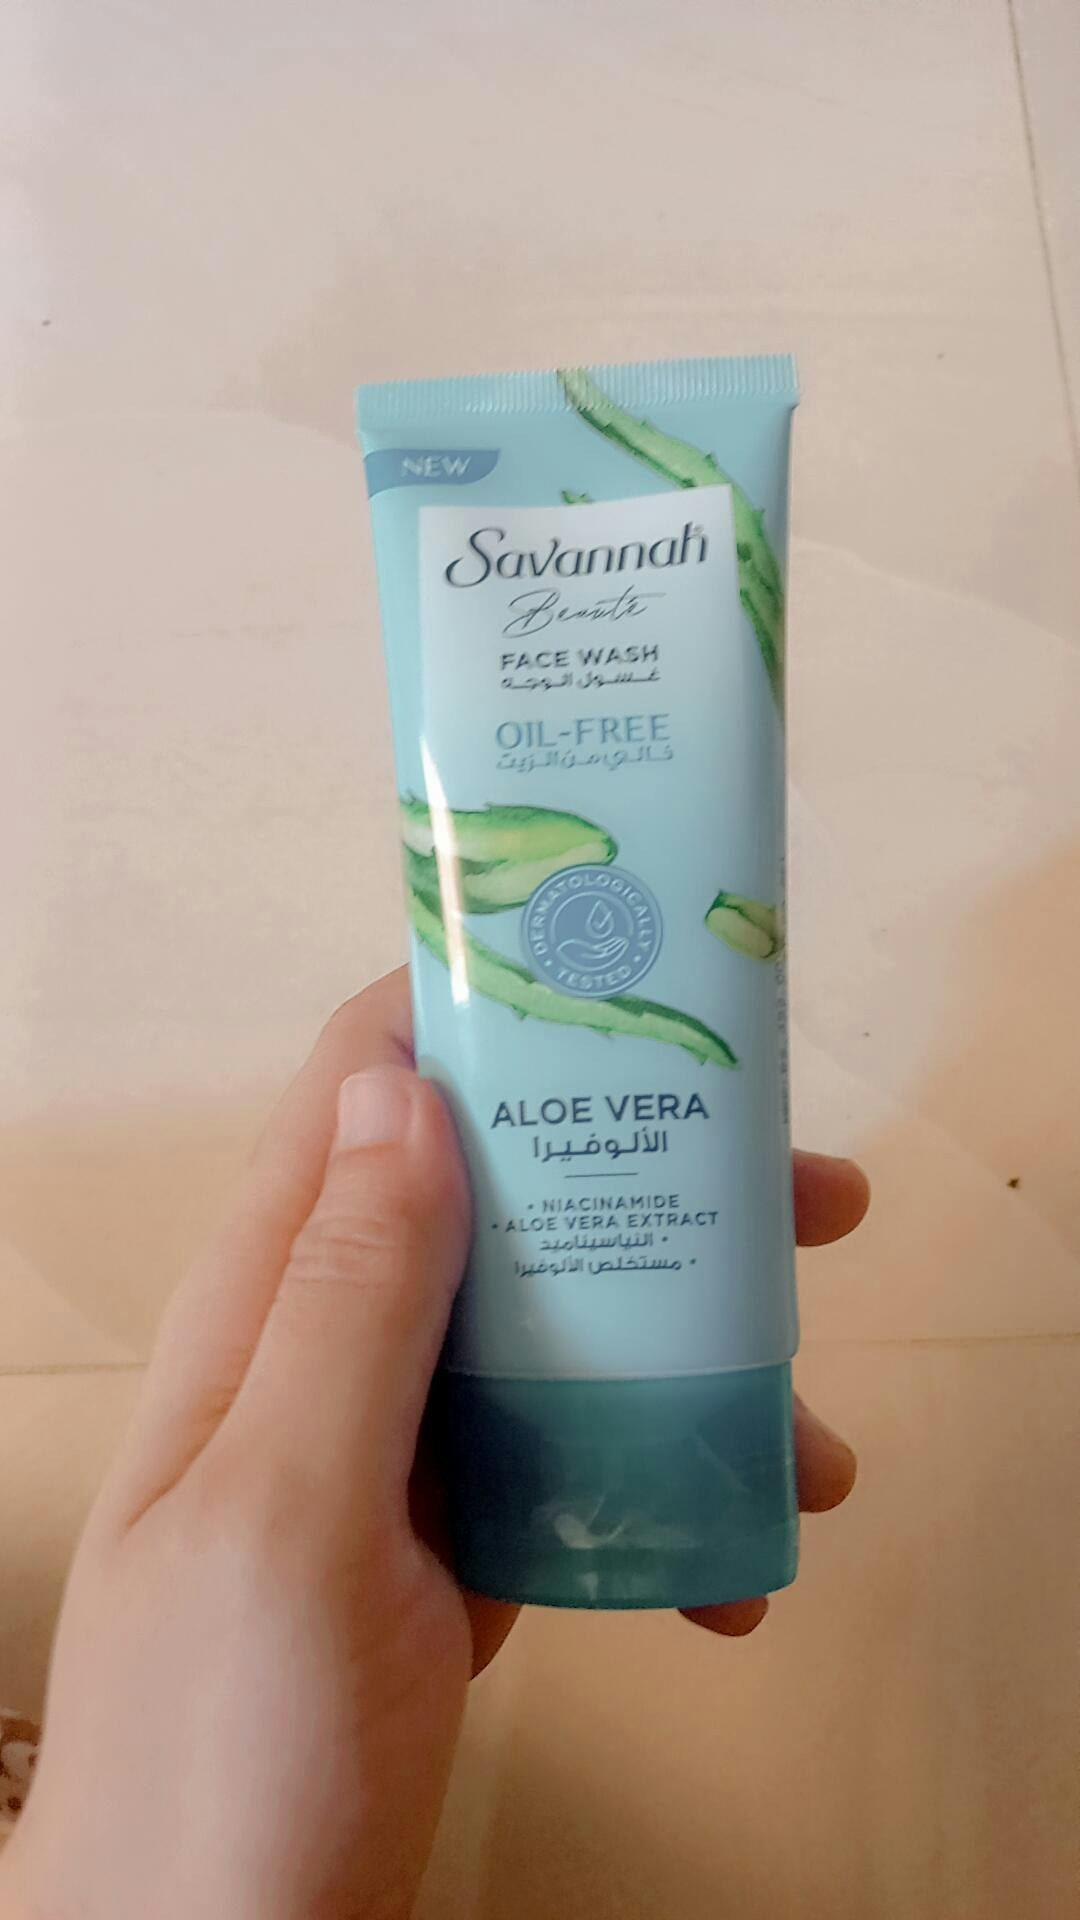 NEW
Savannah
Beauté
FACE WASH
غسول الوجه
OIL-FREE
خالي من الزيت
DERMATOLOGICALLY
• TESTED •
ALOE VERA
الألوفيرا
• NIACINAMIDE
• ALOE VERA EXTRACT
• النياسيناميد
• مستخلص الألوفيرا